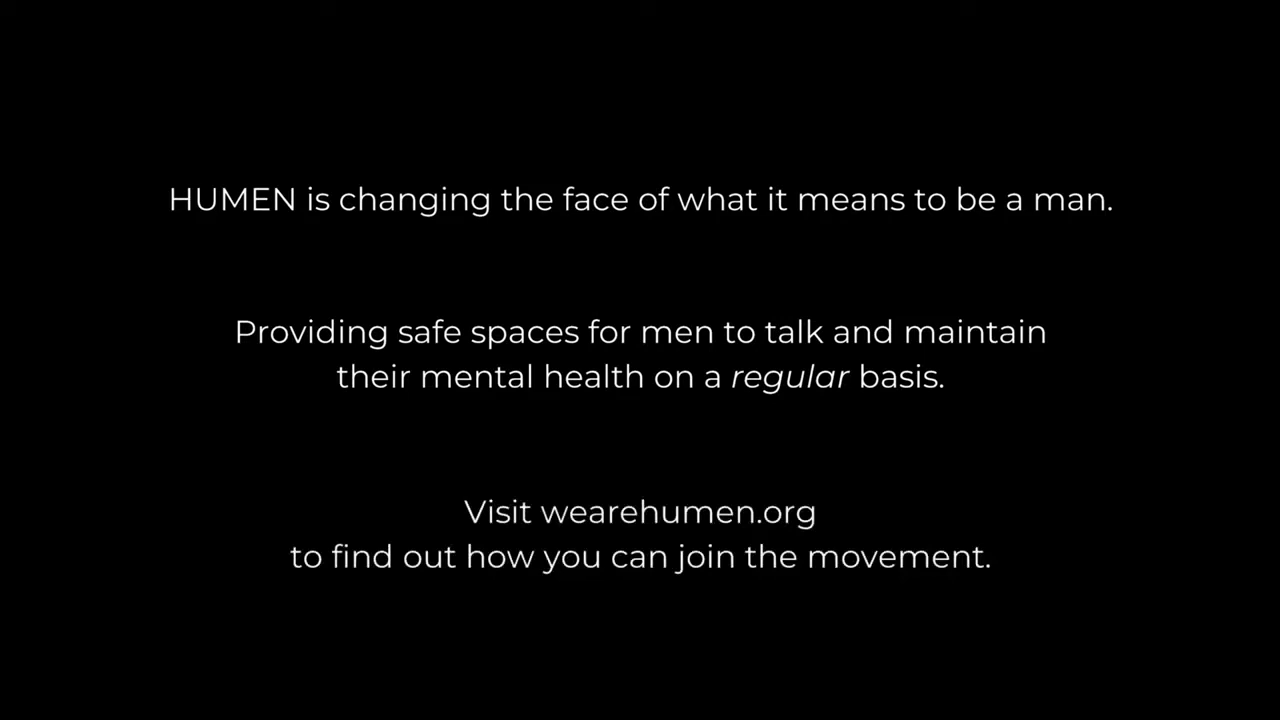 HUMEN is changing the face of what it means to be a man.
Providing safe spaces for men to talk and maintain
their mental health on a regular basis.
Visit wearehumen.org
to find out how you can join the movement.